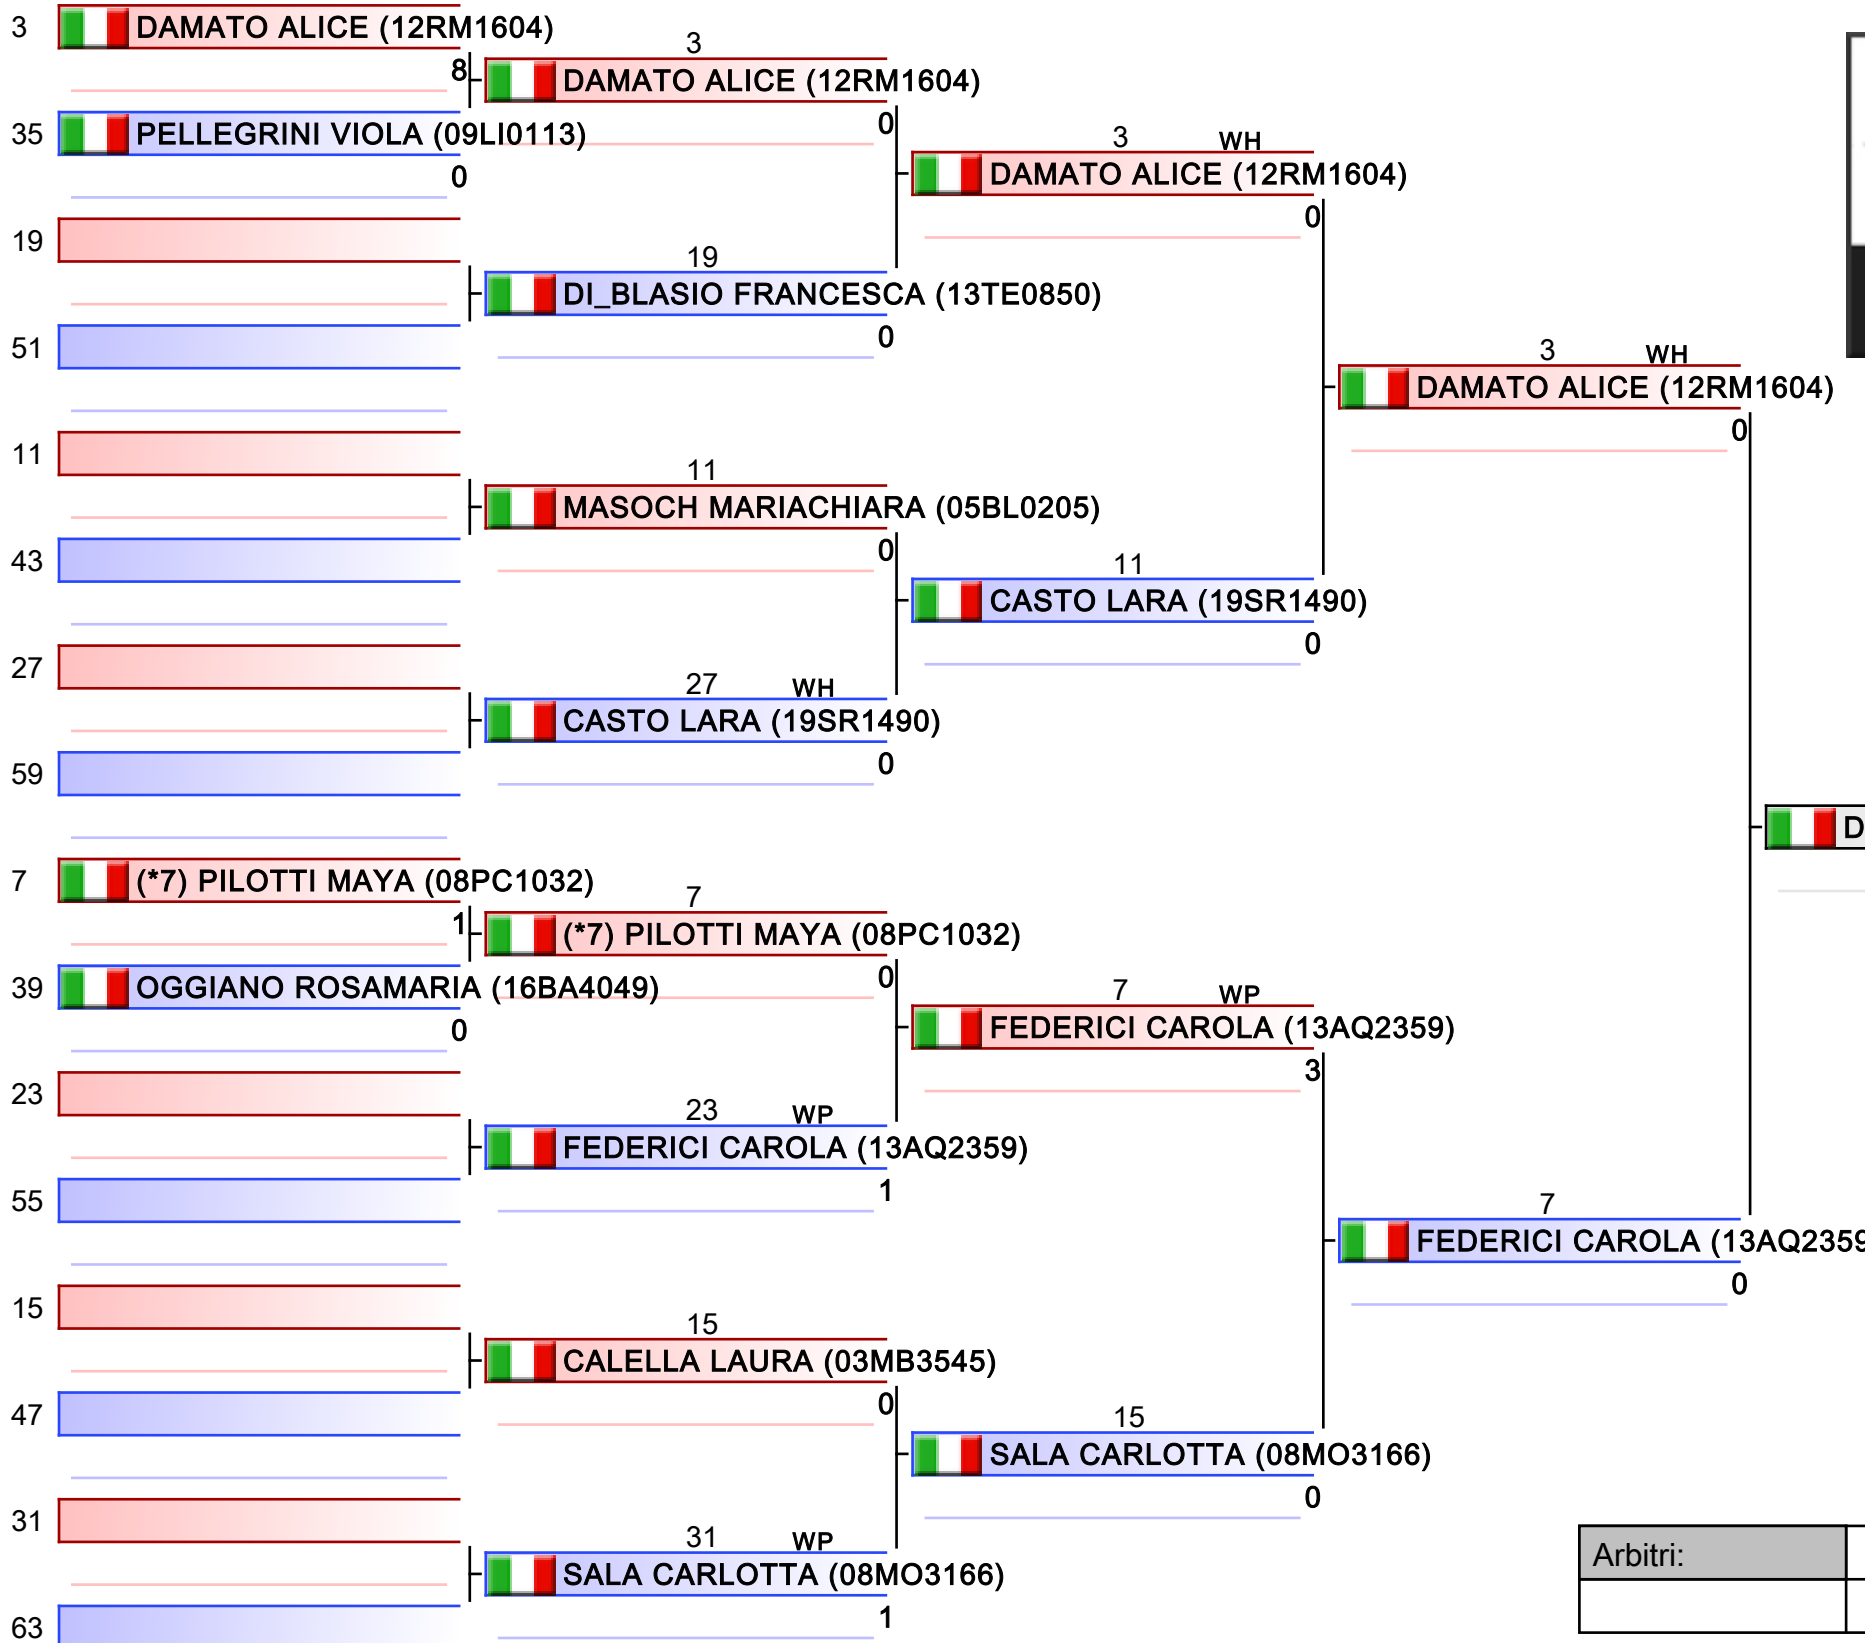 3 DAMATO ALICE (12RM1604)
8
35 PELLEGRINI VIOLA (09LI0113)
0
19
51
11
43
27
59
7 (*7) PILOTTI MAYA (08PC1032)
1
39 OGGIANO ROSAMARIA (16BA4049)
0
23
55
15
47
31
63
3
DAMATO ALICE (12RM1604)
0
19
DI_BLASIO FRANCESCA (13TE0850)
0
11
MASOCH MARIACHIARA (05BL0205)
0
27 WH
CASTO LARA (19SR1490)
0
7
(*7) PILOTTI MAYA (08PC1032)
0
23 WP
FEDERICI CAROLA (13AQ2359)
1
15
CALELLA LAURA (03MB3545)
0
31 WP
SALA CARLOTTA (08MO3166)
1
3 WH
DAMATO ALICE (12RM1604)
0
11
CASTO LARA (19SR1490)
0
7 WP
FEDERICI CAROLA (13AQ2359)
3
15
SALA CARLOTTA (08MO3166)
0
3 WH
DAMATO ALICE (12RM1604)
0
7
FEDERICI CAROLA (13AQ2359
0
D
Arbitri: